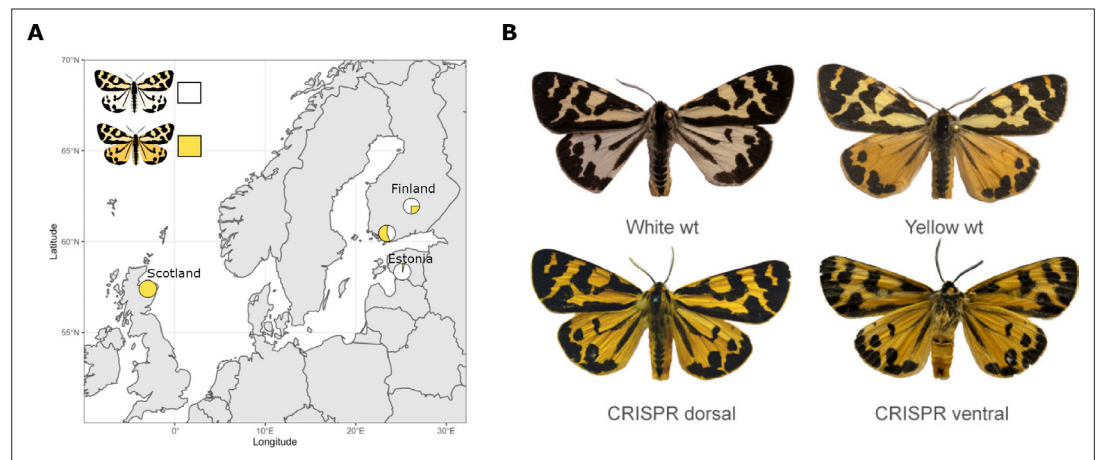 A
B
70°N
65°N
60°N
55°N
Latitude
Finland
Estonia
Scotland
0°
10°E
20°E
30°E
Longitude
White wt
Yellow wt
CRISPR dorsal
CRISPR ventral